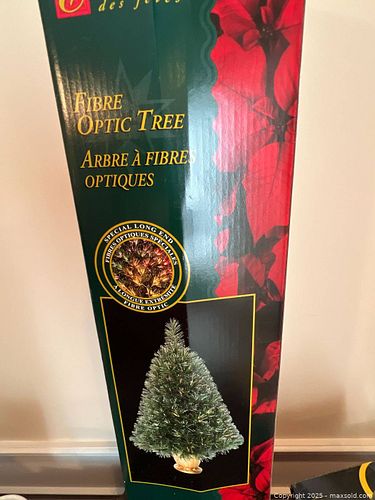 des fêtes
FIBRE
OPTIC TREE
ARBRE À FIBRES
OPTIQUES
SPECIAL LONG END
FIBRES OPTIQUES SPÉCIALES
À LONGUE EXTRÉMITÉ
FIBRE OPTIC
Copyright 2025 - maxsold.com